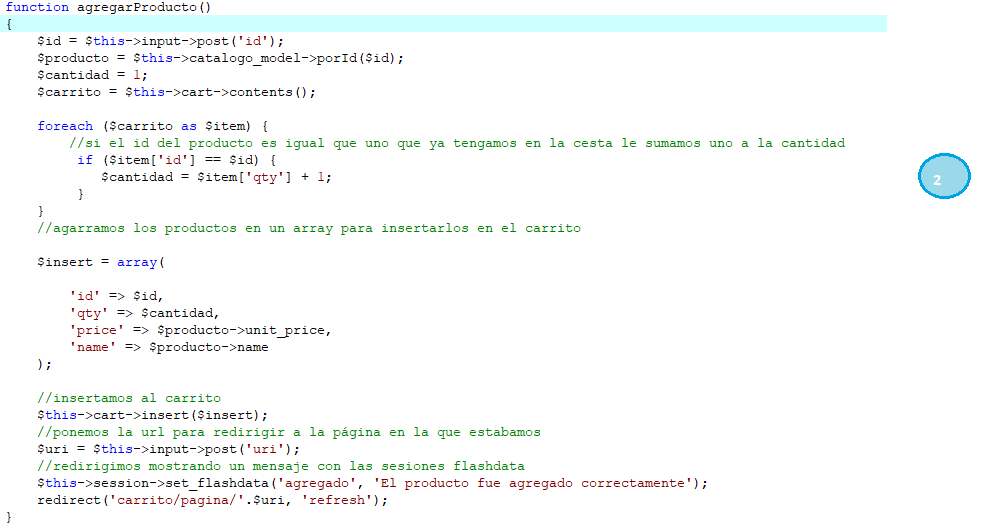 function agregarProducto()
{
    $id = $this->input->post('id');
    $producto = $this->catalogo_model->porId($id);
    $cantidad = 1;
    $carrito = $this->cart->contents();

    foreach ($carrito as $item) {
        //si el id del producto es igual que uno que ya tengamos en la cesta le sumamos uno a la cantidad
         if ($item['id'] == $id) {
            $cantidad = $item['qty'] + 1;
         }
    }
2
    //agarramos los productos en un array para insertarlos en el carrito

    $insert = array(

        'id' => $id,
        'qty' => $cantidad,
        'price' => $producto->unit_price,
        'name' => $producto->name
    );

    //insertamos al carrito
    $this->cart->insert($insert);
    //ponemos la url para redirigir a la página en la que estabamos
    $uri = $this->input->post('uri');
    //redirigimos mostrando un mensaje con las sesiones flashdata
    $this->session->set_flashdata('agregado', 'El producto fue agregado correctamente');
    redirect('carrito/pagina/'.$uri, 'refresh');
}